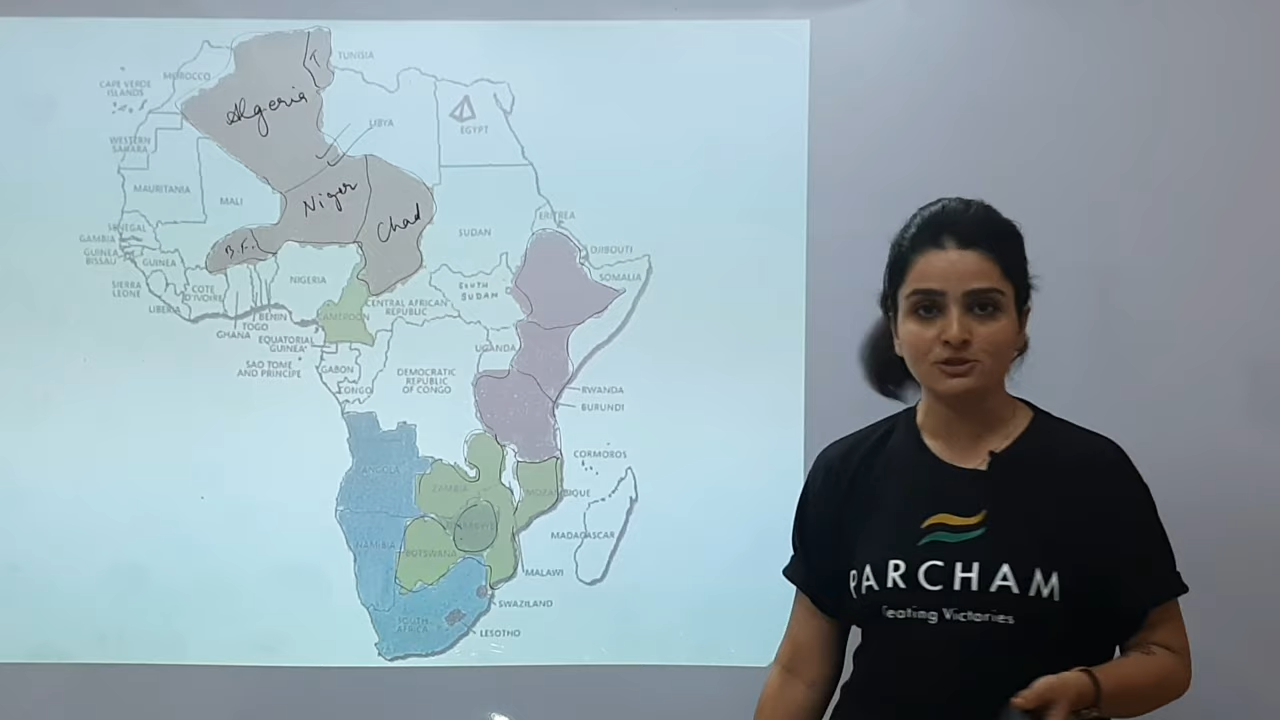 T
TUNISIA
MOROCCO
CAPE VERDE
ISLANDS
Algeria
LIBYA
EGYPT
WESTERN
SAHARA
MAURITANIA
MALI
Niger
Chad
SUDAN
ERITREA
SENEGAL
GAMBIA
GUINEA
BISSAU
GUINEA
B.F.
DJIBOUTI
SOMALIA
NIGERIA
SIERRA
LEONE
COTE
D'IVOIRE
SOUTH
SUDAN
LIBERIA
CENTRAL AFRICAN
REPUBLIC
BENIN
TOGO
GHANA
CAMEROON
EQUATORIAL
GUINEA
UGANDA
SAO TOME
AND PRINCIPE
GABON
CONGO
DEMOCRATIC
REPUBLIC
OF CONGO
RWANDA
BURUNDI
ANGOLA
ZAMBIA
CORMOROS
MOZAMBIQUE
NAMIBIA
BOTSWANA
MADAGASCAR
MALAWI
SWAZILAND
SOUTH
AFRICA
LESOTHO
PARCHAM
Creating Victories